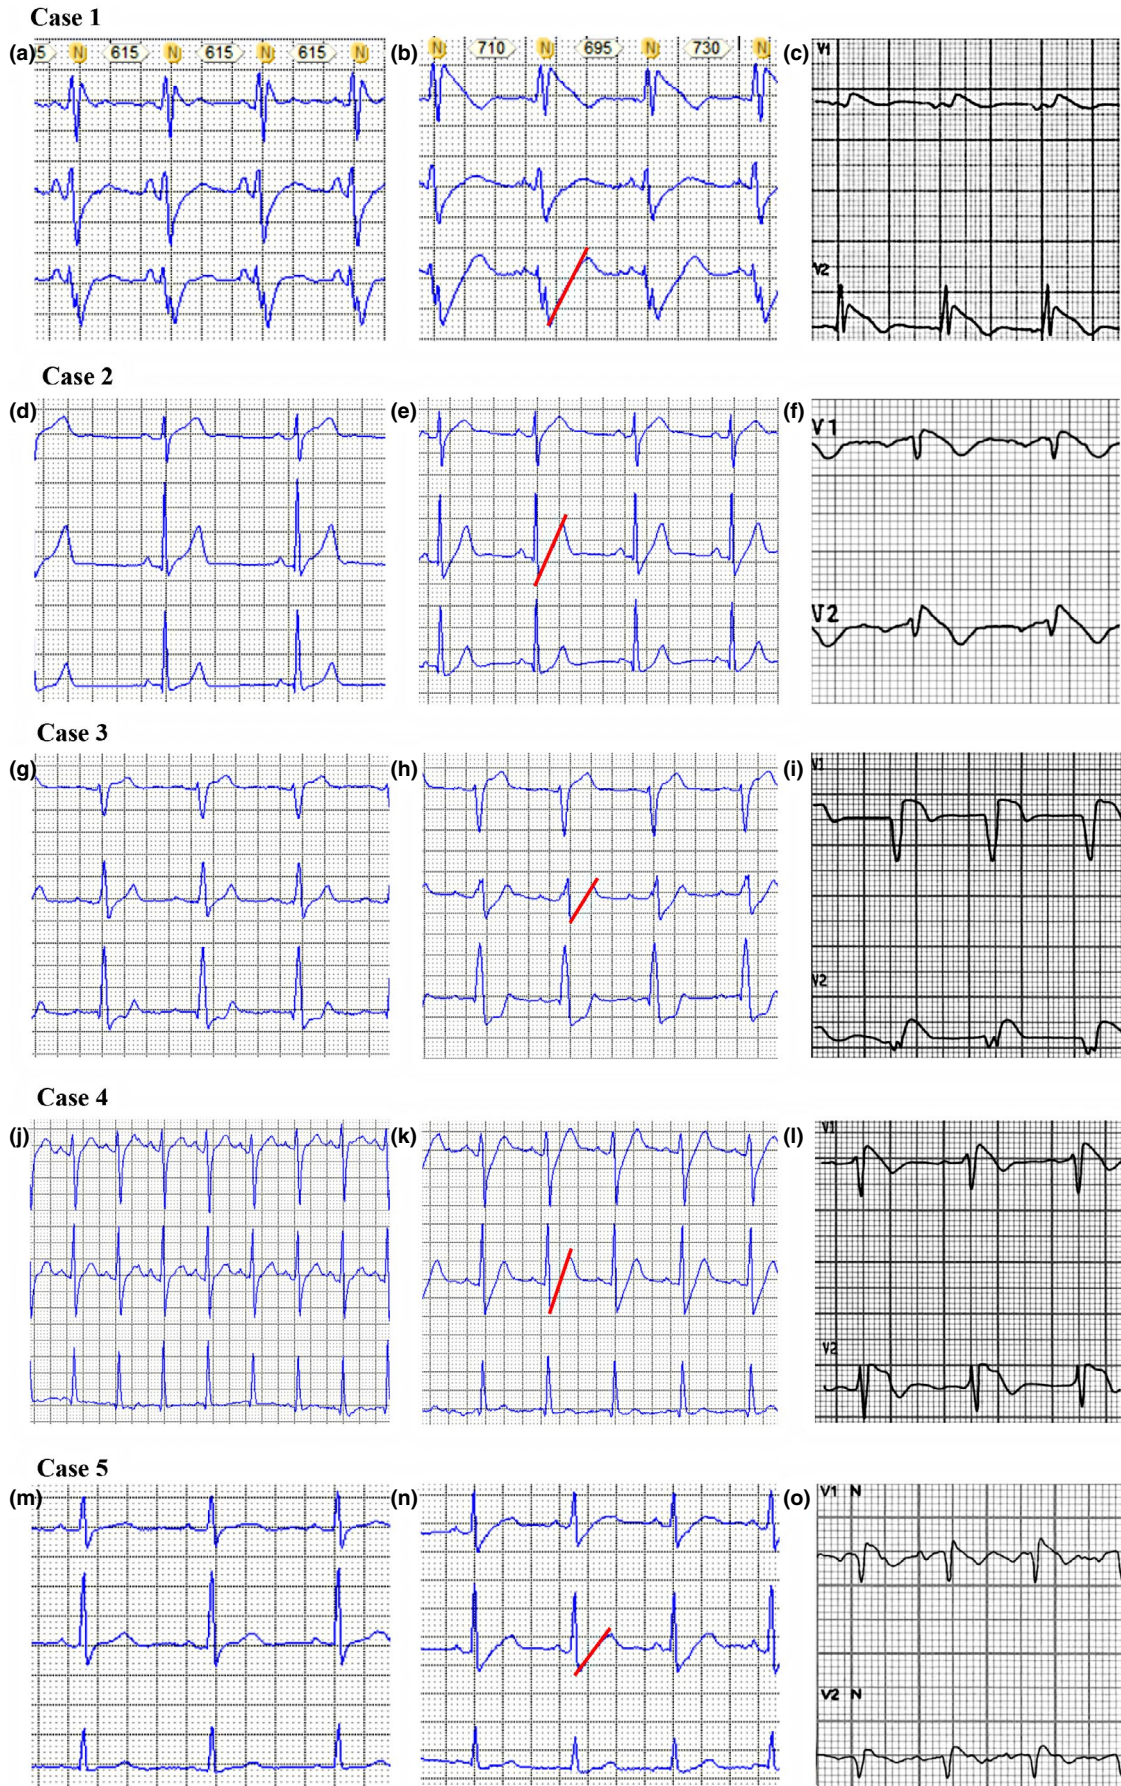 Case 1
(a) 5 N 615 N 615 N 615 N
(b) N 710 N 695 N 730 N
(c) V1
V2
Case 2
(d)
(e)
(f) V1
V2
Case 3
(g)
(h)
(i) V1
V2
Case 4
(j)
(k)
(l) V1
V2
Case 5
(m)
(n)
(o) V1 N
V2 N